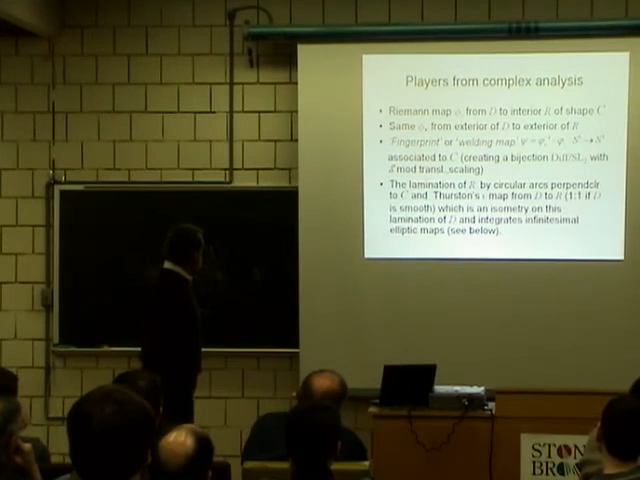 Players from complex analysis
• Riemann map φ, from D to interior R of shape C
• Same φ, from exterior of D to exterior of R
• 'Fingerprint' or 'welding map'
associated to C (creating a bijection Diff/SL₂ with
mod transl.,scaling)
• The lamination of R by circular arcs perpendclr
to C and Thurston's map from D to R (1:1 if
is smooth) which is an isometry on this
lamination of D and integrates infinitesimal
elliptic maps (see below).
STON
BRO